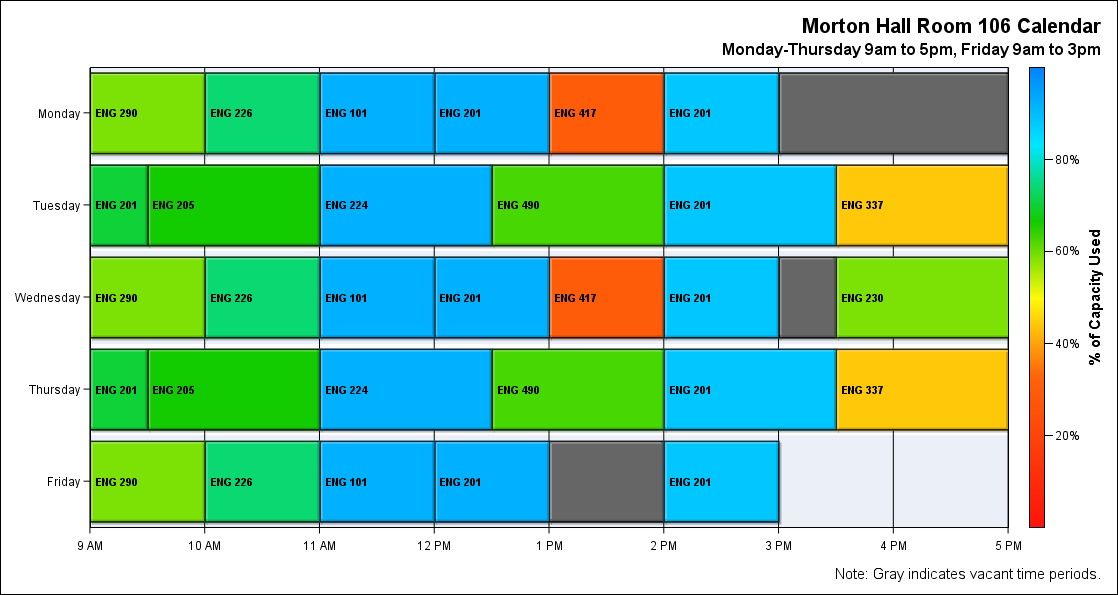 Morton Hall Room 106 Calendar
Monday-Thursday 9am to 5pm, Friday 9am to 3pm
Monday
ENG 290
ENG 226
ENG 101
ENG 201
ENG 417
ENG 201
Tuesday
ENG 201
ENG 205
ENG 224
ENG 490
ENG 201
ENG 337
Wednesday
ENG 290
ENG 226
ENG 101
ENG 201
ENG 417
ENG 201
ENG 230
Thursday
ENG 201
ENG 205
ENG 224
ENG 490
ENG 201
ENG 337
Friday
ENG 290
ENG 226
ENG 101
ENG 201
ENG 201
9 AM
10 AM
11 AM
12 PM
1 PM
2 PM
3 PM
4 PM
5 PM
80%
60%
40%
20%
% of Capacity Used
Note: Gray indicates vacant time periods.